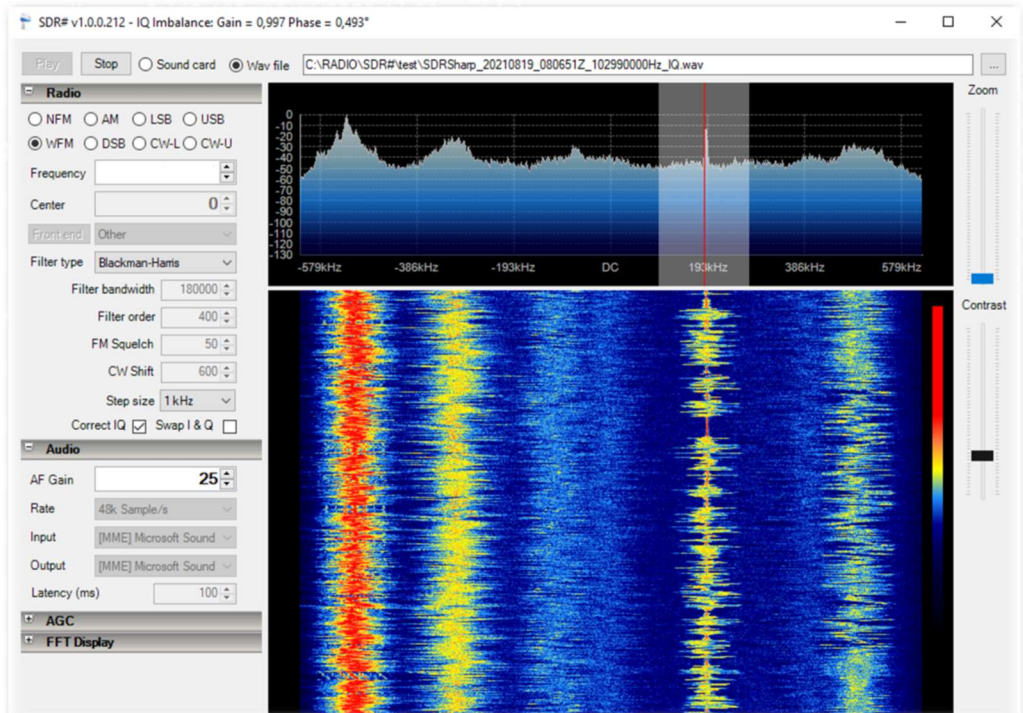 SDR# v1.0.0.212 - IQ Imbalance: Gain = 0,997 Phase = 0,493°
Play Stop Sound card Wav file C:\RADIO\SDR#\test\SDRSharp_20210819_080651Z_102990000Hz_IQ.wav ...
Radio
NFM AM LSB USB
WFM DSB CW-L CW-U
Frequency
Center 0
Front end Other
Filter type Blackman-Harris
Filter bandwidth 180000
Filter order 400
FM Squelch 50
CW Shift 600
Step size 1 kHz
Correct IQ Swap I & Q
Audio
AF Gain 25
Rate 48k Sample/s
Input [MME] Microsoft Sound
Output [MME] Microsoft Sound
Latency (ms) 100
AGC
FFT Display
0
-10
-20
-30
-40
-50
-60
-70
-80
-90
-100
-110
-120
-130
-579kHz -386kHz -193kHz DC 193kHz 386kHz 579kHz
Zoom
Contrast